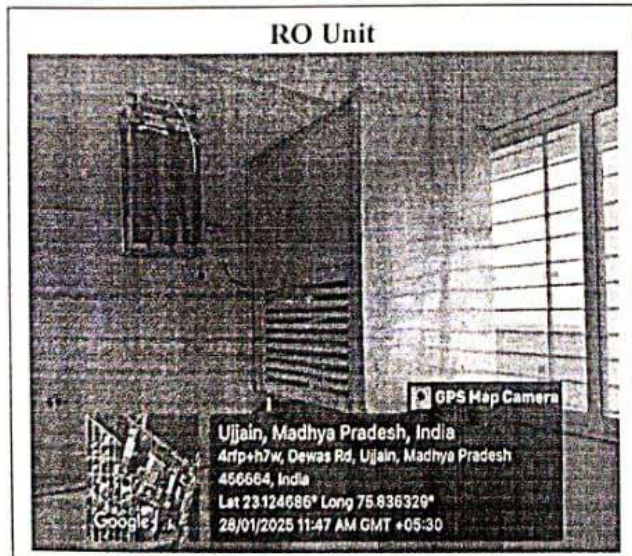 RO Unit
GPS Map Camera
Ujjain, Madhya Pradesh, India
4rfp+h7w, Dewas Rd, Ujjain, Madhya Pradesh
456664, India
Lat 23.124686° Long 75.836329°
28/01/2025 11:47 AM GMT +05:30
Google